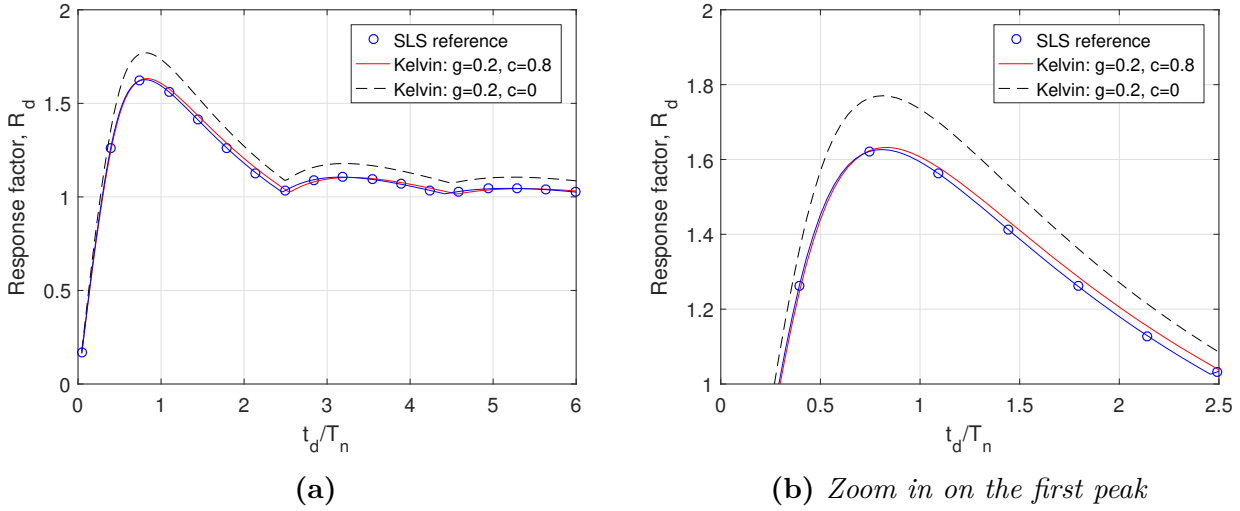 2
1.5
1
0.5
0
Response factor, R_d
0 1 2 3 4 5 6
t_d/T_n
SLS reference
Kelvin: g=0.2, c=0.8
Kelvin: g=0.2, c=0
(a)
2
1.8
1.6
1.4
1.2
1
Response factor, R_d
0 0.5 1 1.5 2 2.5
t_d/T_n
SLS reference
Kelvin: g=0.2, c=0.8
Kelvin: g=0.2, c=0
(b) Zoom in on the first peak